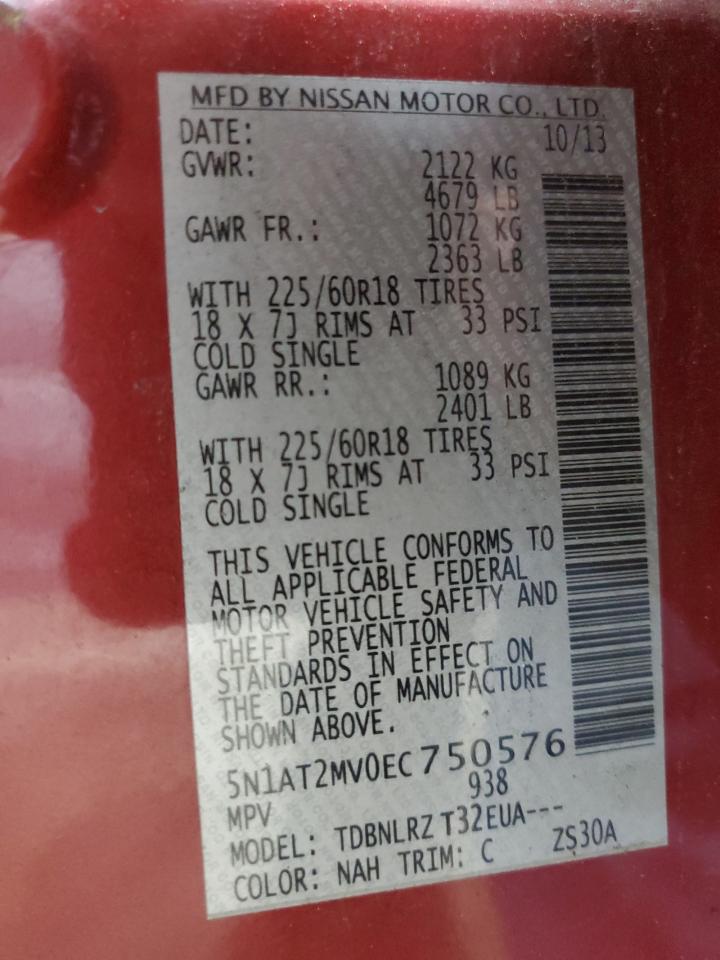 MFD BY NISSAN MOTOR CO., LTD.
DATE: 10/13
GVWR: 2122 KG
4679 LB
GAWR FR.: 1072 KG
2363 LB
WITH 225/60R18 TIRES
18 X 7J RIMS AT 33 PSI
COLD SINGLE
GAWR RR.: 1089 KG
2401 LB
WITH 225/60R18 TIRES
18 X 7J RIMS AT 33 PSI
COLD SINGLE
THIS VEHICLE CONFORMS TO
ALL APPLICABLE FEDERAL
MOTOR VEHICLE SAFETY AND
THEFT PREVENTION
STANDARDS IN EFFECT ON
THE DATE OF MANUFACTURE
SHOWN ABOVE.
5N1AT2MV0EC750576
MPV 938
MODEL: TDBNLRZ T32EUA---
COLOR: NAH TRIM: C ZS30A